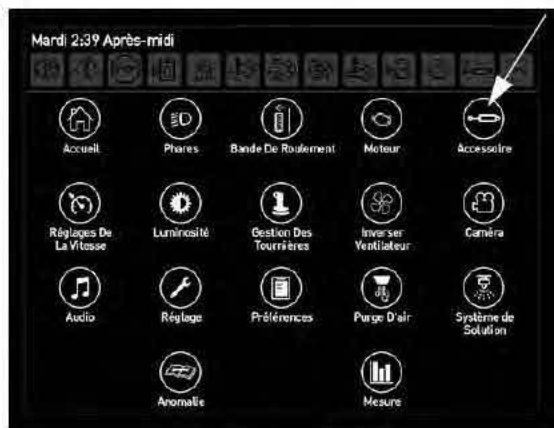 Mardi 2:39 Après-midi
Accueil
Phares
Bande De Roulement
Moteur
Accessoire
Réglages De
La Vitesse
Luminosité
Gestion Des
Tournières
Inverser
Ventilateur
Caméra
Audio
Réglage
Préférences
Purge D'air
Système de
Solution
Anomalie
Mesure